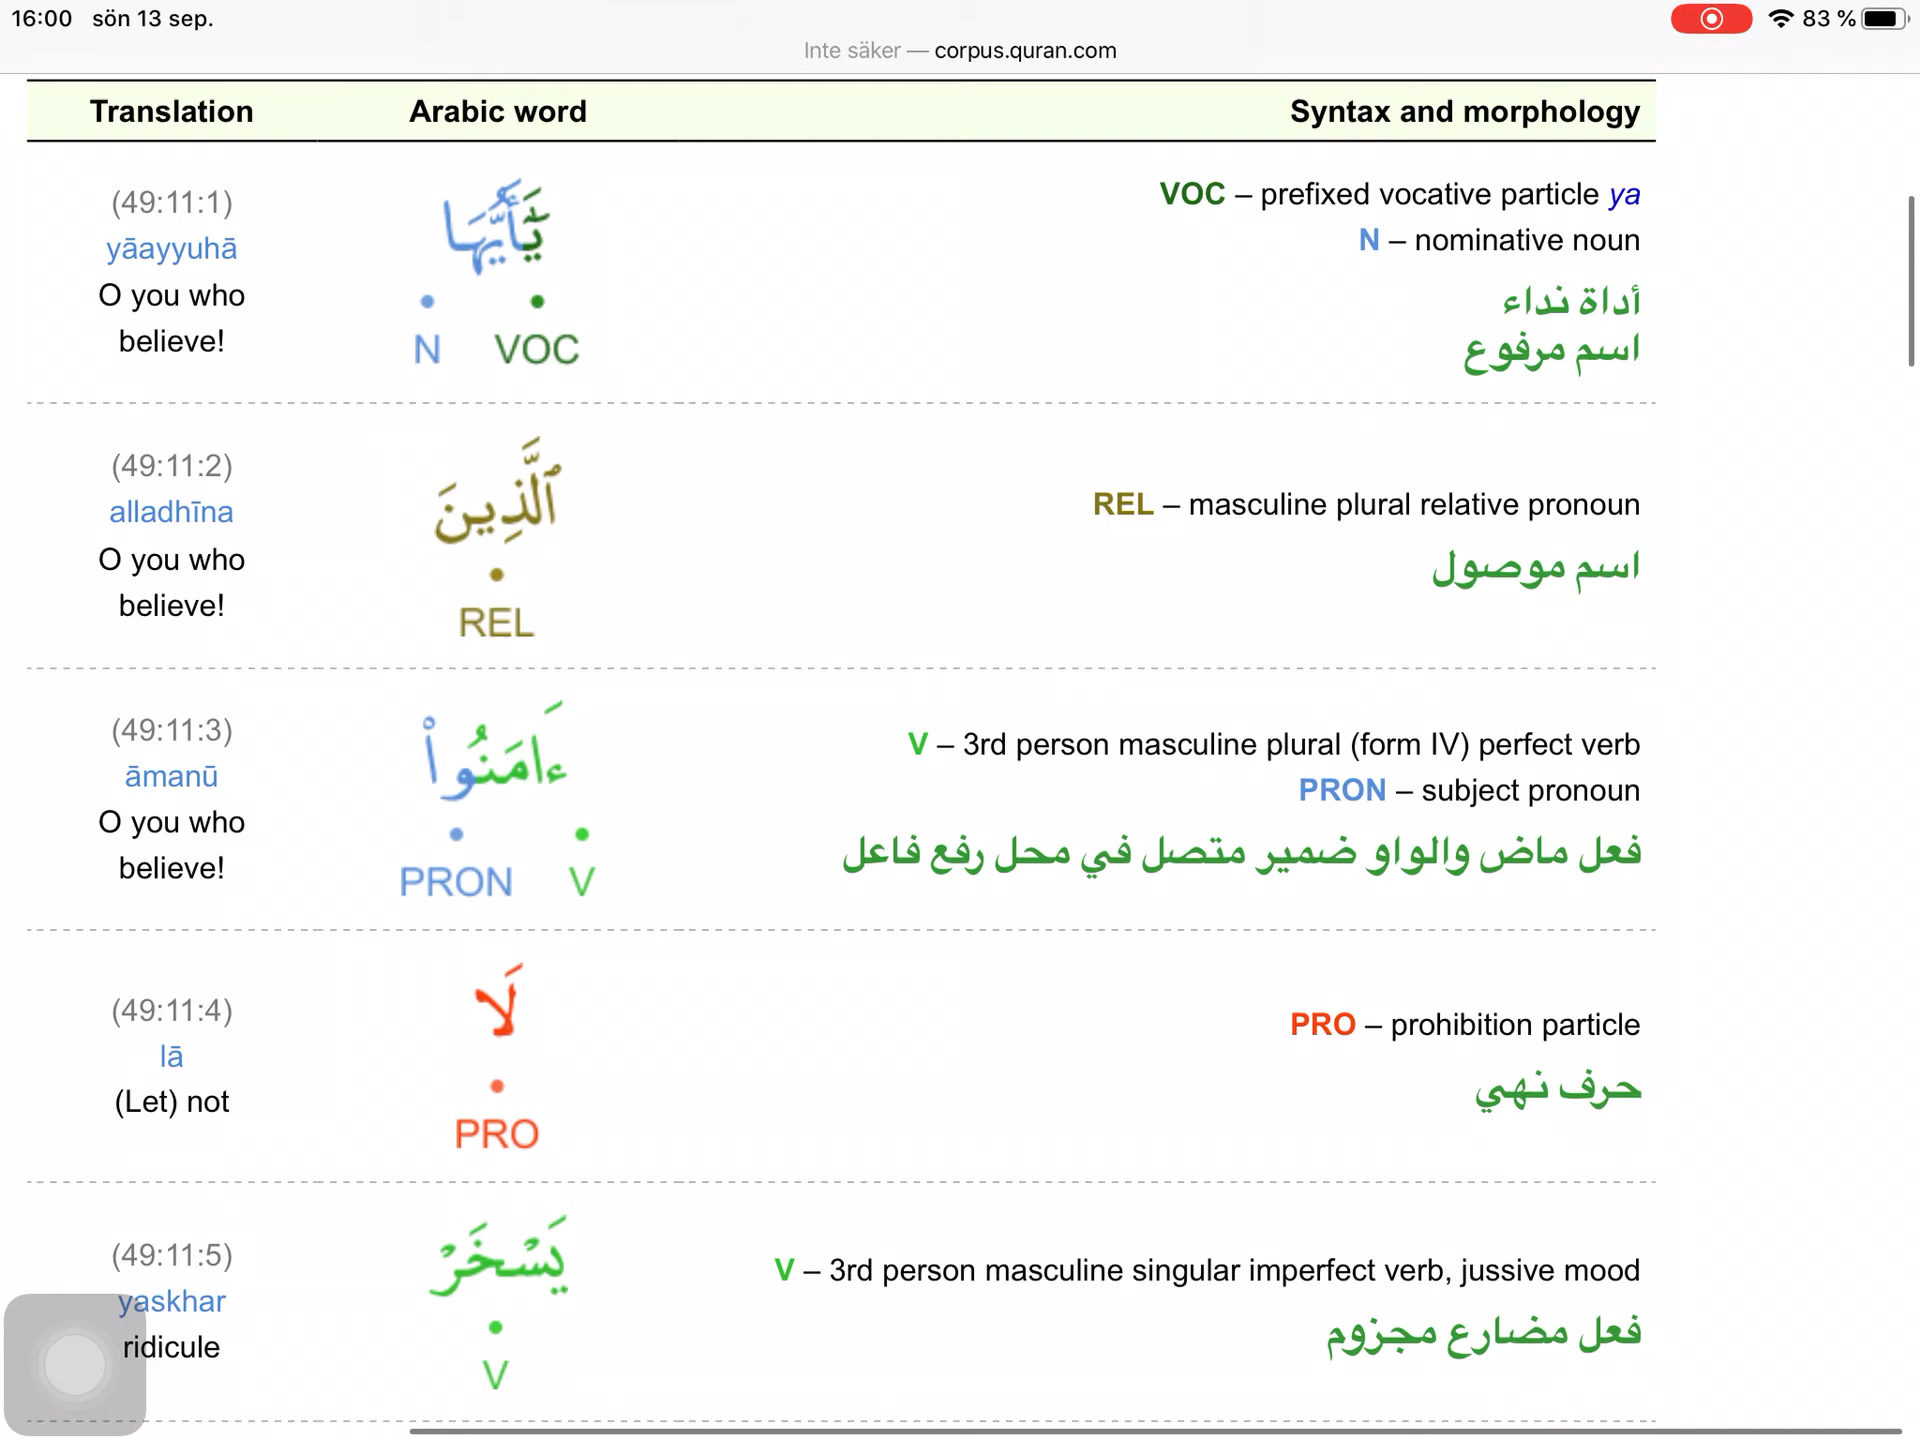 16:00 sön 13 sep.
83 %
Inte säker — corpus.quran.com
Translation Arabic word Syntax and morphology
(49:11:1)
yāayyuhā
O you who
believe!
يَٰٓأَيُّهَا
N VOC
VOC – prefixed vocative particle ya
N – nominative noun
أداة نداء
اسم مرفوع
(49:11:2)
alladhīna
O you who
believe!
ٱلَّذِينَ
REL
REL – masculine plural relative pronoun
اسم موصول
(49:11:3)
āmanū
O you who
believe!
ءَامَنُوا۟
PRON V
V – 3rd person masculine plural (form IV) perfect verb
PRON – subject pronoun
فعل ماض والواو ضمير متصل في محل رفع فاعل
(49:11:4)
lā
(Let) not
لَا
PRO
PRO – prohibition particle
حرف نهي
(49:11:5)
yaskhar
ridicule
يَسْخَرْ
V
V – 3rd person masculine singular imperfect verb, jussive mood
فعل مضارع مجزوم